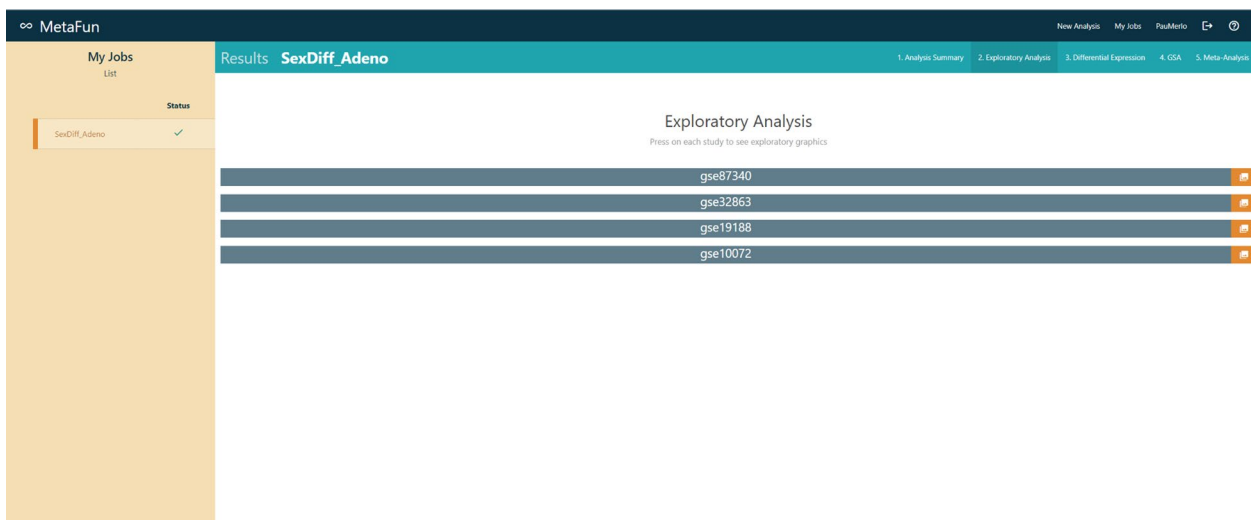 ∞ MetaFun
New Analysis My Jobs PauMerlo
My Jobs
List
Status
SexDiff_Adeno
Results SexDiff_Adeno
1. Analysis Summary 2. Exploratory Analysis 3. Differential Expression 4. GSA 5. Meta-Analysis
Exploratory Analysis
Press on each study to see exploratory graphics
gse87340
gse32863
gse19188
gse10072